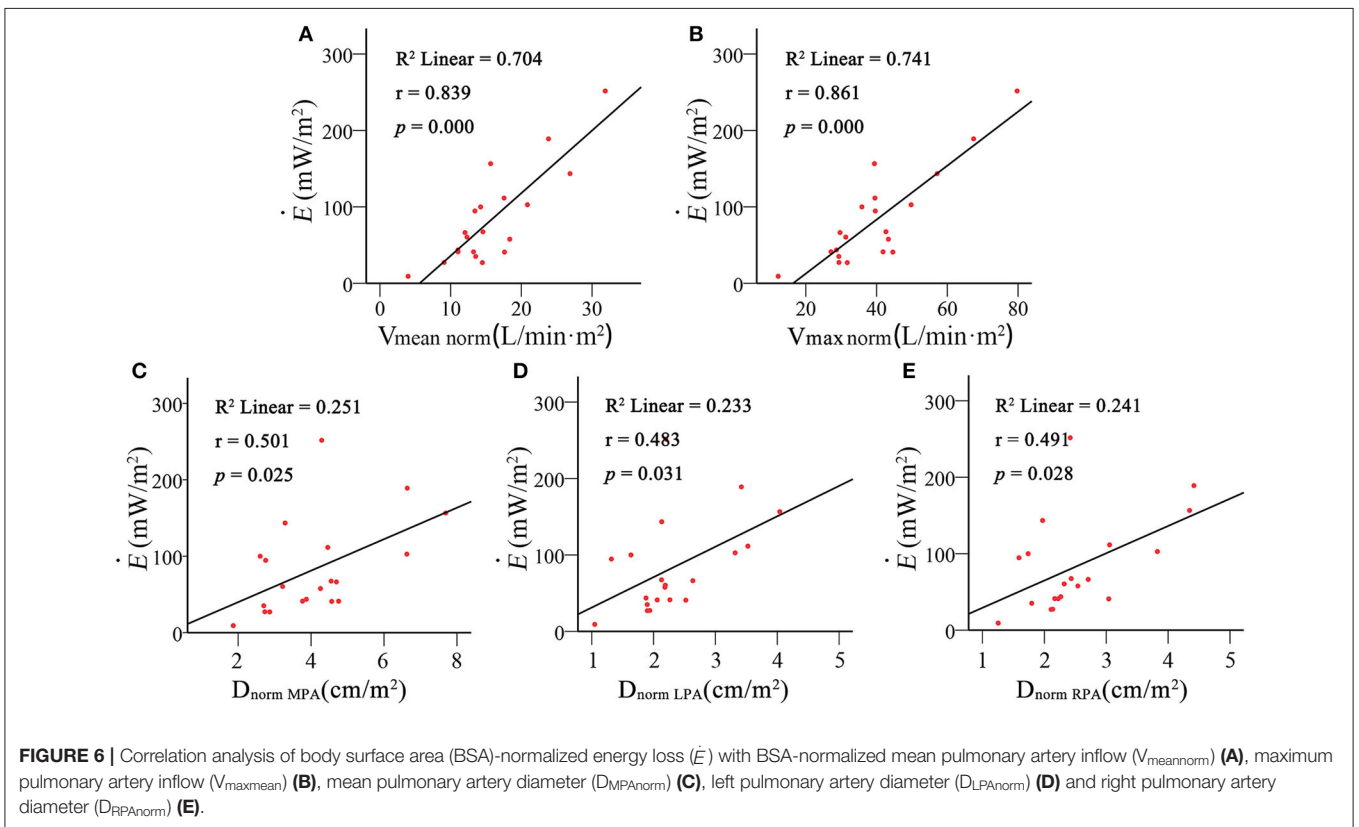 A
R² Linear = 0.704
r = 0.839
p = 0.000
300
200
100
0
Ė (mW/m²)
0 10 20 30
Vmean norm(L/min·m²)
B
R² Linear = 0.741
r = 0.861
p = 0.000
300
200
100
0
Ė (mW/m²)
20 40 60 80
Vmax norm(L/min·m²)
C
R² Linear = 0.251
r = 0.501
p = 0.025
300
200
100
0
Ė (mW/m²)
2 4 6 8
Dnorm MPA(cm/m²)
D
R² Linear = 0.233
r = 0.483
p = 0.031
300
200
100
0
Ė (mW/m²)
1 2 3 4 5
Dnorm LPA(cm/m²)
E
R² Linear = 0.241
r = 0.491
p = 0.028
300
200
100
0
Ė (mW/m²)
1 2 3 4 5
Dnorm RPA(cm/m²)
FIGURE 6 | Correlation analysis of body surface area (BSA)-normalized energy loss (Ė) with BSA-normalized mean pulmonary artery inflow (Vmeannorm) (A), maximum
pulmonary artery inflow (Vmaxmean) (B), mean pulmonary artery diameter (DMPAnorm) (C), left pulmonary artery diameter (DLPAnorm) (D) and right pulmonary artery
diameter (DRPAnorm) (E).